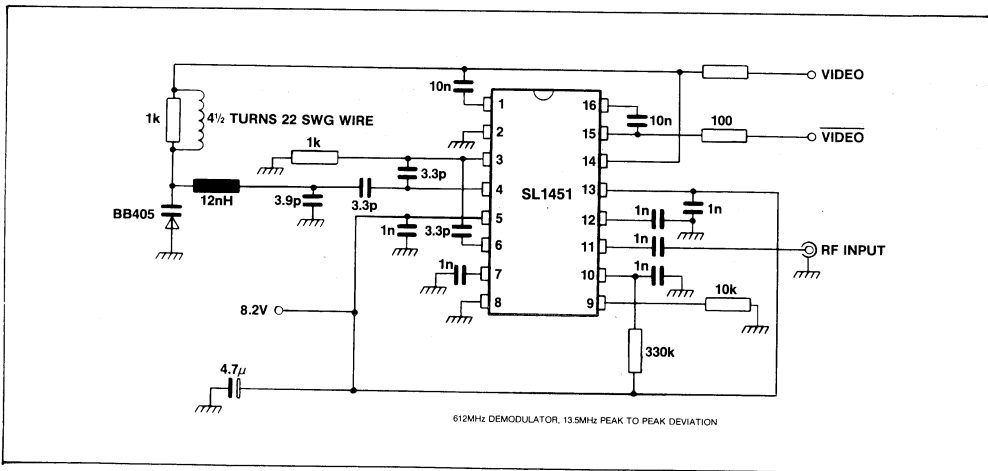 VIDEO
10n
1
16
1k
4½ TURNS 22 SWG WIRE
10n
2
15
100
VIDEO
1k
3
14
3.3p
SL1451
4
13
12nH
3.9p
3.3p
BB405
1n
3.3p
5
12
1n
1n
6
11
1n
RF INPUT
1n
7
10
1n
10k
8
9
8.2V
330k
4.7µ
612MHz DEMODULATOR, 13.5MHz PEAK TO PEAK DEVIATION